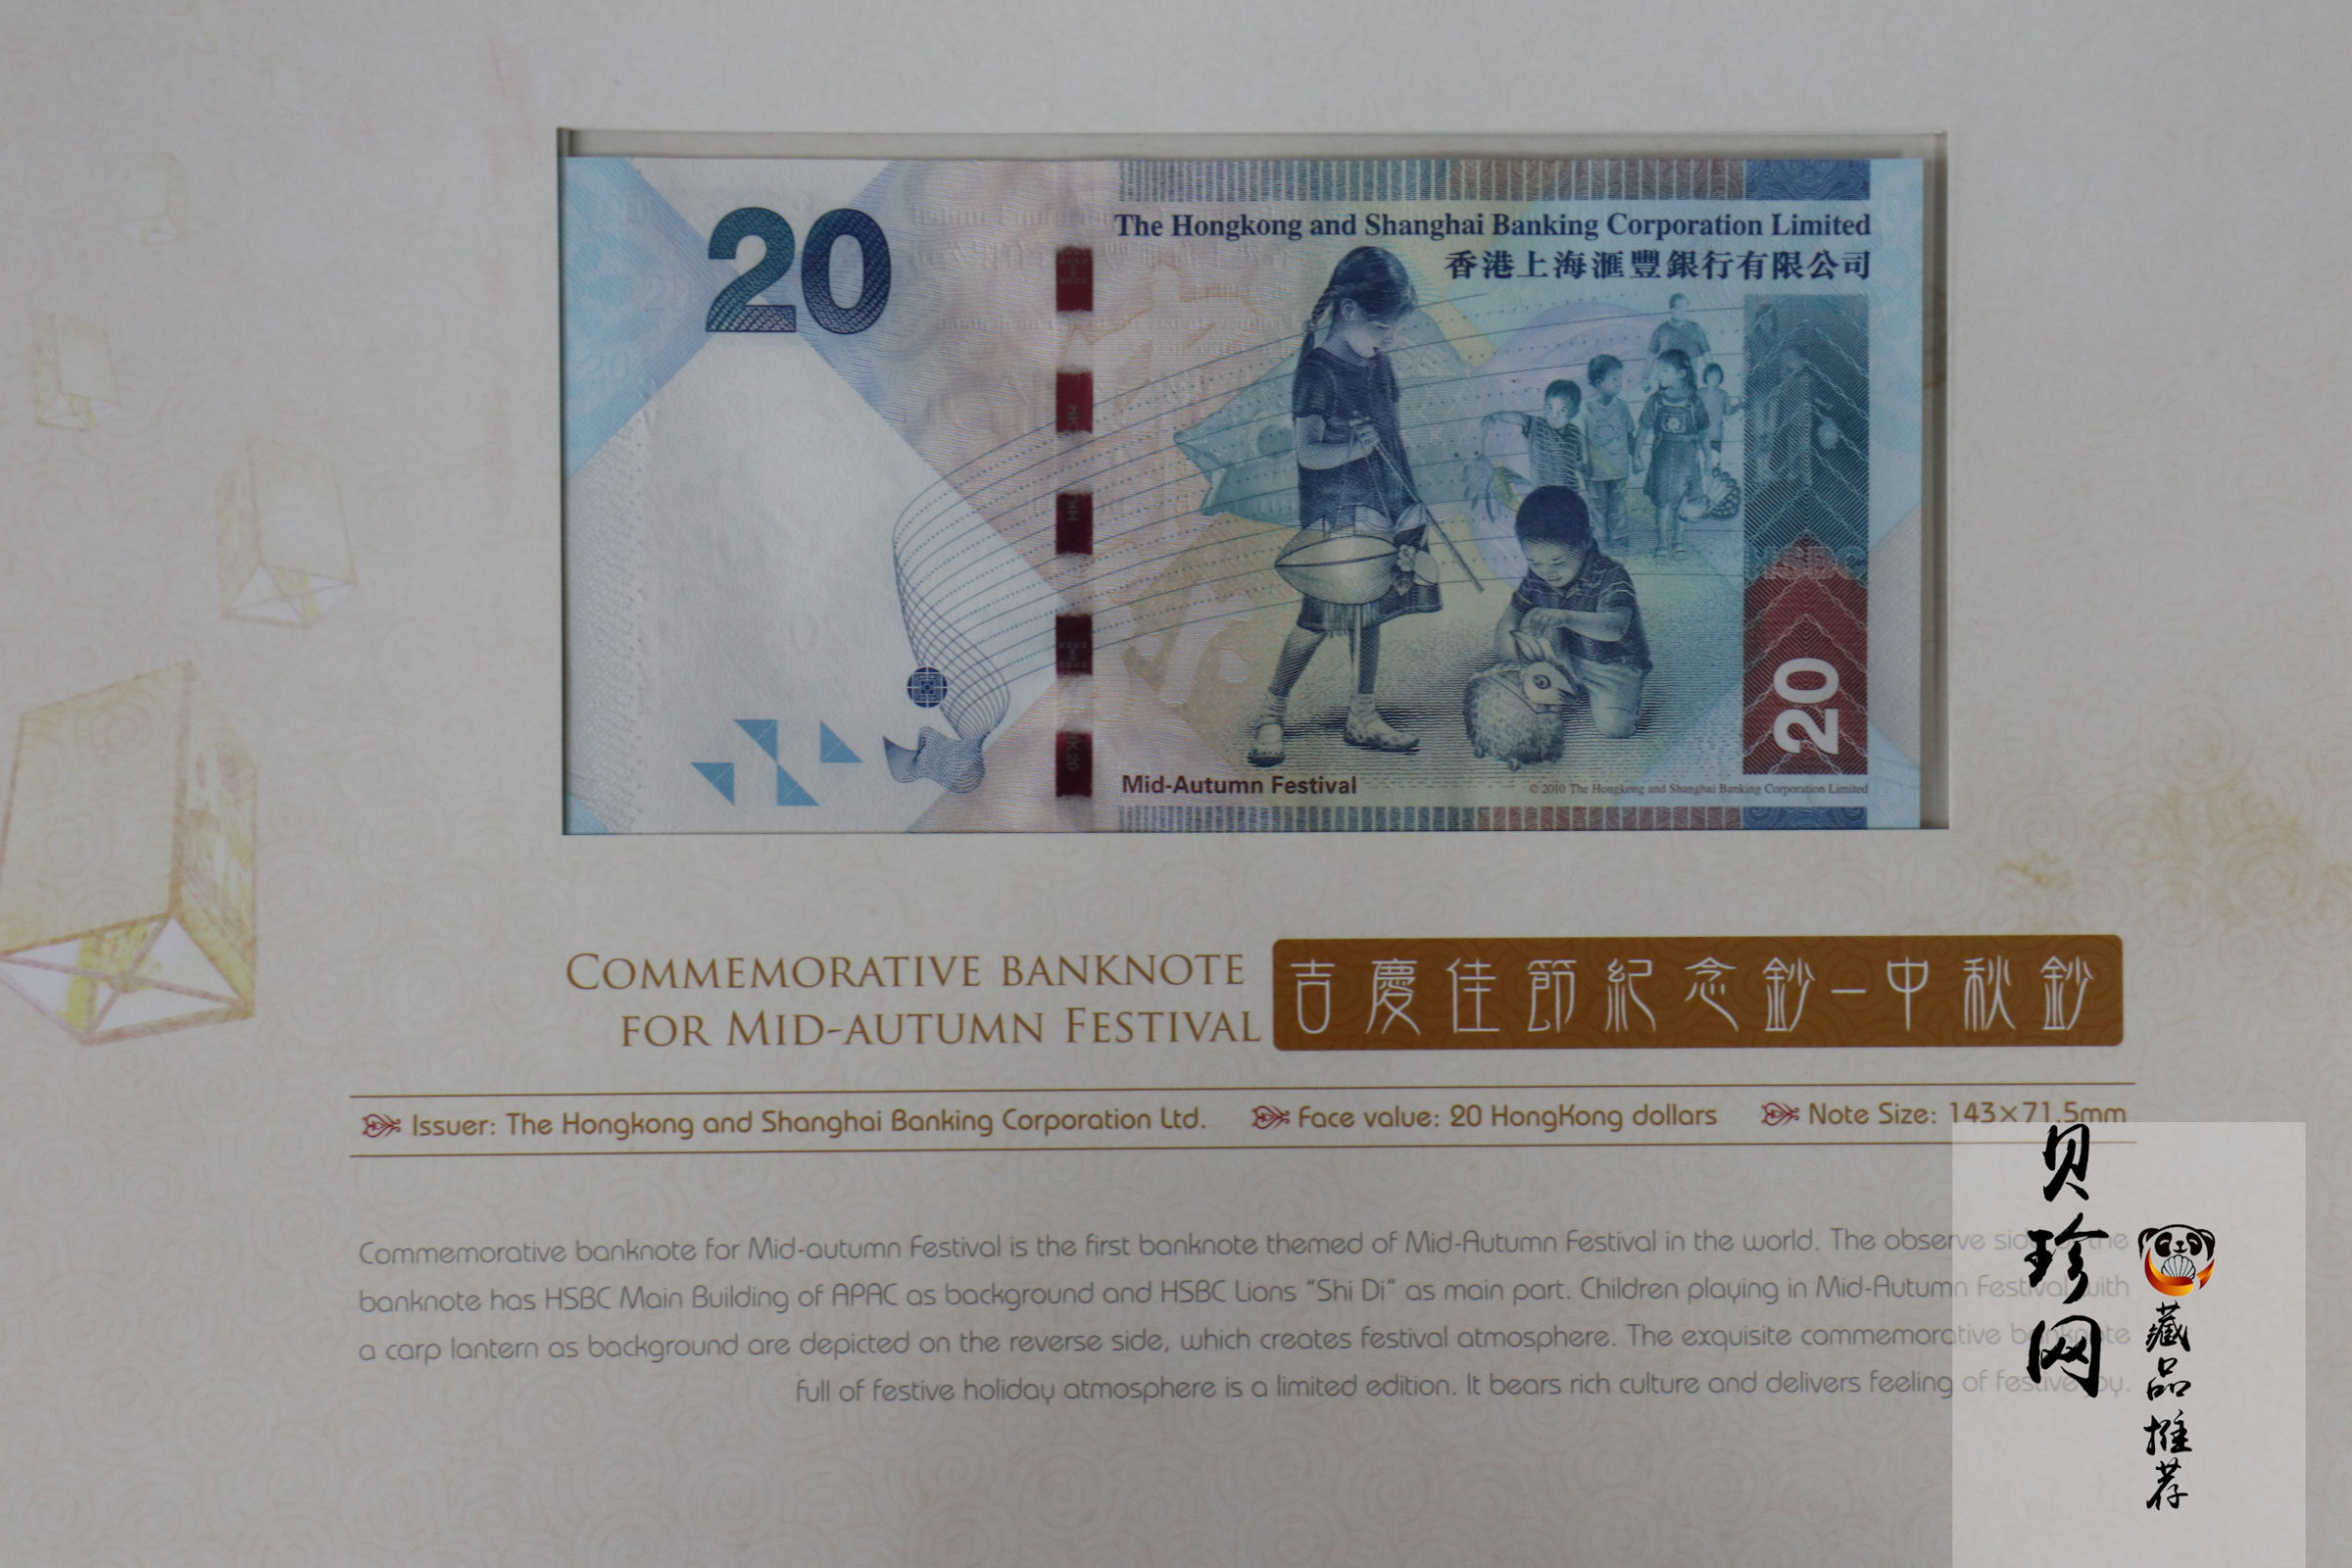 20
The Hongkong and Shanghai Banking Corporation Limited
香港上海滙豐銀行有限公司
20
Mid-Autumn Festival
© 2010 The Hongkong and Shanghai Banking Corporation Limited
COMMEMORATIVE BANKNOTE
FOR MID-AUTUMN FESTIVAL
吉慶佳節紀念鈔－中秋鈔
Issuer: The Hongkong and Shanghai Banking Corporation Ltd. Face value: 20 HongKong dollars Note Size: 143×71.5mm
Commemorative banknote for Mid-autumn Festival is the first banknote themed of Mid-Autumn Festival in the world. The observe side the
banknote has HSBC Main Building of APAC as background and HSBC Lions "Shi Di" as main part. Children playing in Mid-Autumn Festival with
a carp lantern as background are depicted on the reverse side, which creates festival atmosphere. The exquisite commemorative banknote
full of festive holiday atmosphere is a limited edition. It bears rich culture and delivers feeling of festive joy.
贝珍网
藏品推荐